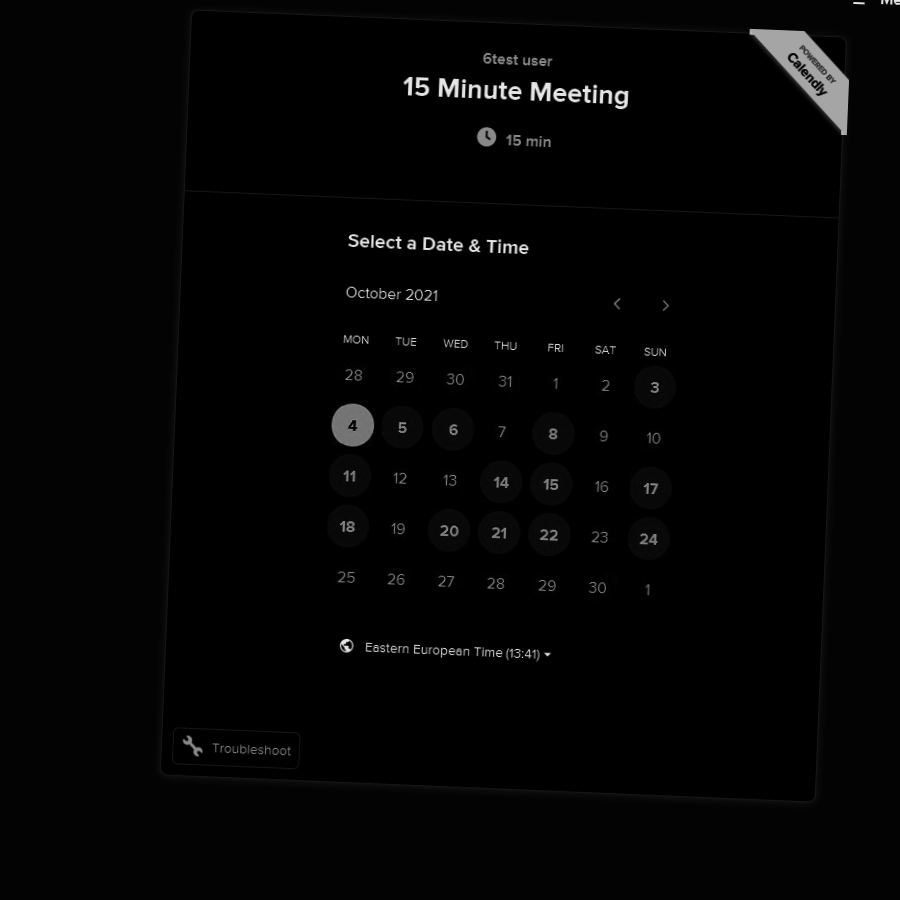 Me
POWERED BY
Calendly
6test user
15 Minute Meeting
15 min
Select a Date & Time
October 2021
MON TUE WED THU FRI SAT SUN
28 29 30 31 1 2 3
4 5 6 7 8 9 10
11 12 13 14 15 16 17
18 19 20 21 22 23 24
25 26 27 28 29 30 1
Eastern European Time (13:41)
Troubleshoot